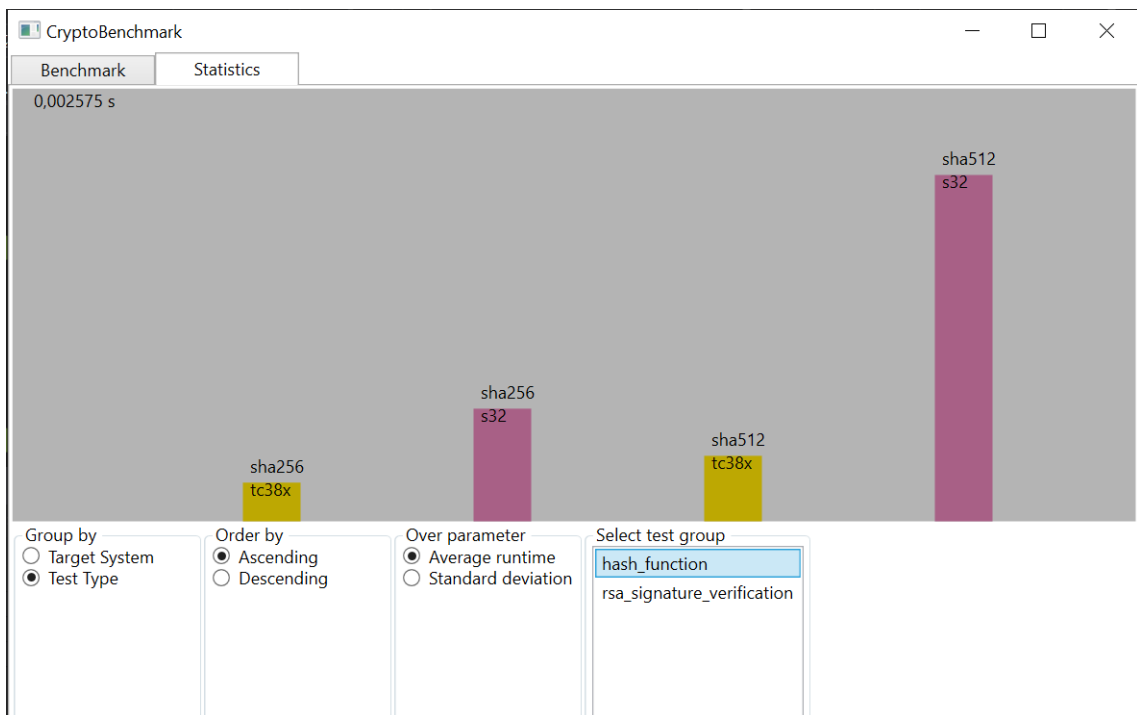 CryptoBenchmark
Benchmark
Statistics
0,002575 s
sha256
tc38x
sha256
s32
sha512
tc38x
sha512
s32
Group by
Target System
Test Type
Order by
Ascending
Descending
Over parameter
Average runtime
Standard deviation
Select test group
hash_function
rsa_signature_verification